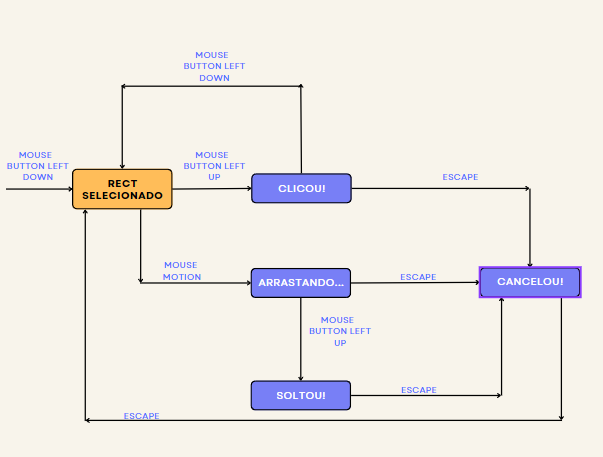 MOUSE
BUTTON LEFT
DOWN
MOUSE
BUTTON LEFT
DOWN
RECT
SELECIONADO
MOUSE
BUTTON LEFT
UP
CLICOU!
ESCAPE
MOUSE
MOTION
ARRASTANDO...
ESCAPE
CANCELOU!
MOUSE
BUTTON LEFT
UP
SOLTOU!
ESCAPE
ESCAPE